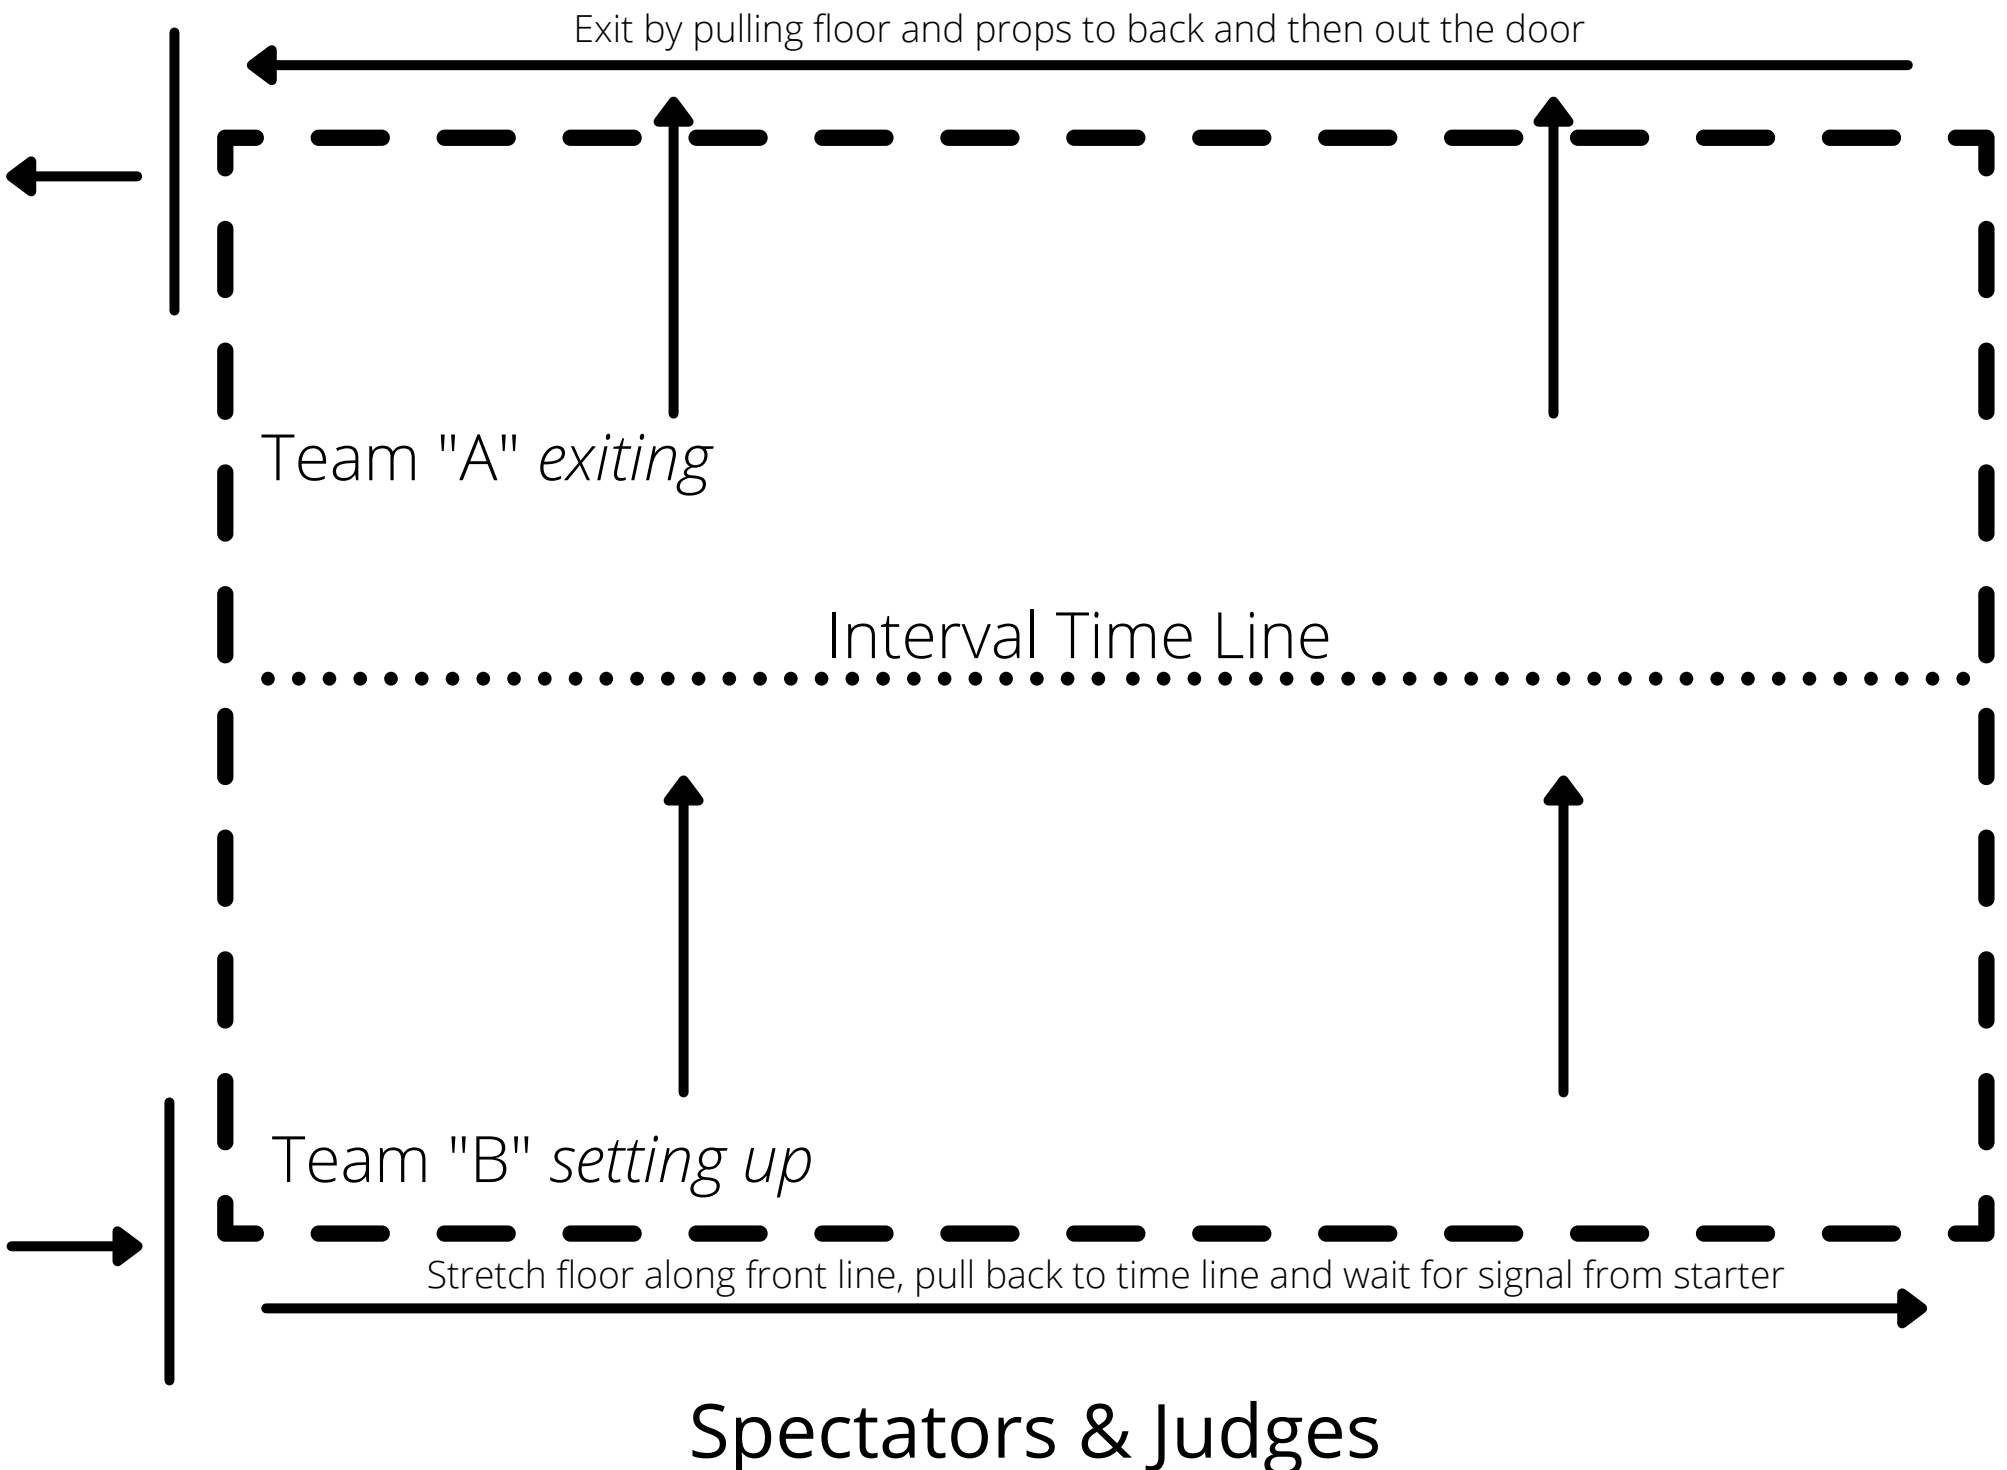 Exit by pulling floor and props to back and then out the door
Team "A" exiting
Interval Time Line
Team "B" setting up
Stretch floor along front line, pull back to time line and wait for signal from starter
Spectators & Judges